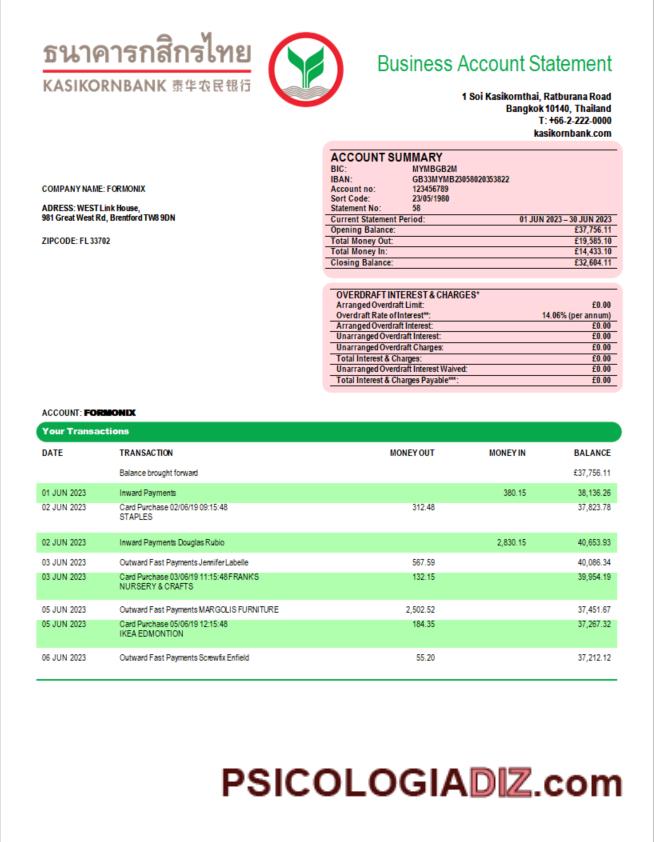 ธนาคารกสิกรไทย
KASIKORNBANK 泰华农民银行
Business Account Statement
1 Soi Kasikornthai, Ratburana Road
Bangkok 10140, Thailand
T: +66-2-222-0000
kasikornbank.com
ACCOUNT SUMMARY
BIC: MYMBGB2M
IBAN: GB33MYMB23058020353822
Account no: 123456789
Sort Code: 23/05/1980
Statement No: 58
Current Statement Period: 01 JUN 2023 – 30 JUN 2023
Opening Balance: £37,756.11
Total Money Out: £19,585.10
Total Money In: £14,433.10
Closing Balance: £32,604.11
COMPANY NAME: FORMONIX
ADRESS: WEST Link House,
981 Great West Rd, Brentford TW8 9DN
ZIPCODE: FL 33702
OVERDRAFT INTEREST & CHARGES*
Arranged Overdraft Limit: £0.00
Overdraft Rate of Interest**: 14.06% (per annum)
Arranged Overdraft Interest: £0.00
Unarranged Overdraft Interest: £0.00
Unarranged Overdraft Charges: £0.00
Total Interest & Charges: £0.00
Unarranged Overdraft Interest Waived: £0.00
Total Interest & Charges Payable***: £0.00
ACCOUNT: FORMONIX
Your Transactions
DATE TRANSACTION MONEY OUT MONEY IN BALANCE
Balance brought forward £37,756.11
01 JUN 2023 Inward Payments 380.15 38,136.26
02 JUN 2023 Card Purchase 02/06/19 09:15:48 312.48 37,823.78
STAPLES
02 JUN 2023 Inward Payments Douglas Rubio 2,830.15 40,653.93
03 JUN 2023 Outward Fast Payments Jennifer Labelle 567.59 40,086.34
03 JUN 2023 Card Purchase 03/06/19 11:15:48 FRANKS 132.15 39,954.19
NURSERY & CRAFTS
05 JUN 2023 Outward Fast Payments MARGOLIS FURNITURE 2,502.52 37,451.67
05 JUN 2023 Card Purchase 05/06/19 12:15:48 184.35 37,267.32
IKEA EDMONTION
06 JUN 2023 Outward Fast Payments Screwfix Enfield 55.20 37,212.12
PSICOLOGIADIZ.com